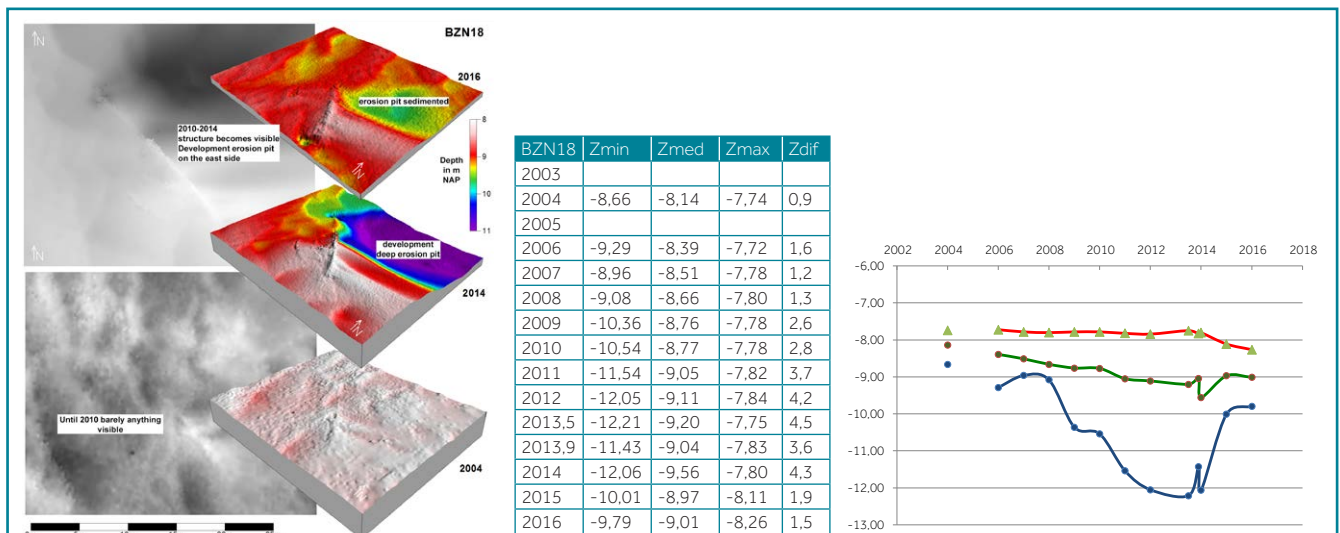 BZN18
IN
2016
erosion pit sedimented
2010-2014
structure becomes visible
Development erosion pit
on the east side
8
Depth
in m
NAP
9
10
11
IN
IN
development
deep erosion pit
2014
IN
Until 2010 barely anything
visible
2004
BZN18 Zmin Zmed Zmax Zdif
2003
2004 -8,66 -8,14 -7,74 0,9
2005
2006 -9,29 -8,39 -7,72 1,6
2007 -8,96 -8,51 -7,78 1,2
2008 -9,08 -8,66 -7,80 1,3
2009 -10,36 -8,76 -7,78 2,6
2010 -10,54 -8,77 -7,78 2,8
2011 -11,54 -9,05 -7,82 3,7
2012 -12,05 -9,11 -7,84 4,2
2013,5 -12,21 -9,20 -7,75 4,5
2013,9 -11,43 -9,04 -7,83 3,6
2014 -12,06 -9,56 -7,80 4,3
2015 -10,01 -8,97 -8,11 1,9
2016 -9,79 -9,01 -8,26 1,5
2002 2004 2006 2008 2010 2012 2014 2016 2018
-6,00
-7,00
-8,00
-9,00
-10,00
-11,00
-12,00
-13,00